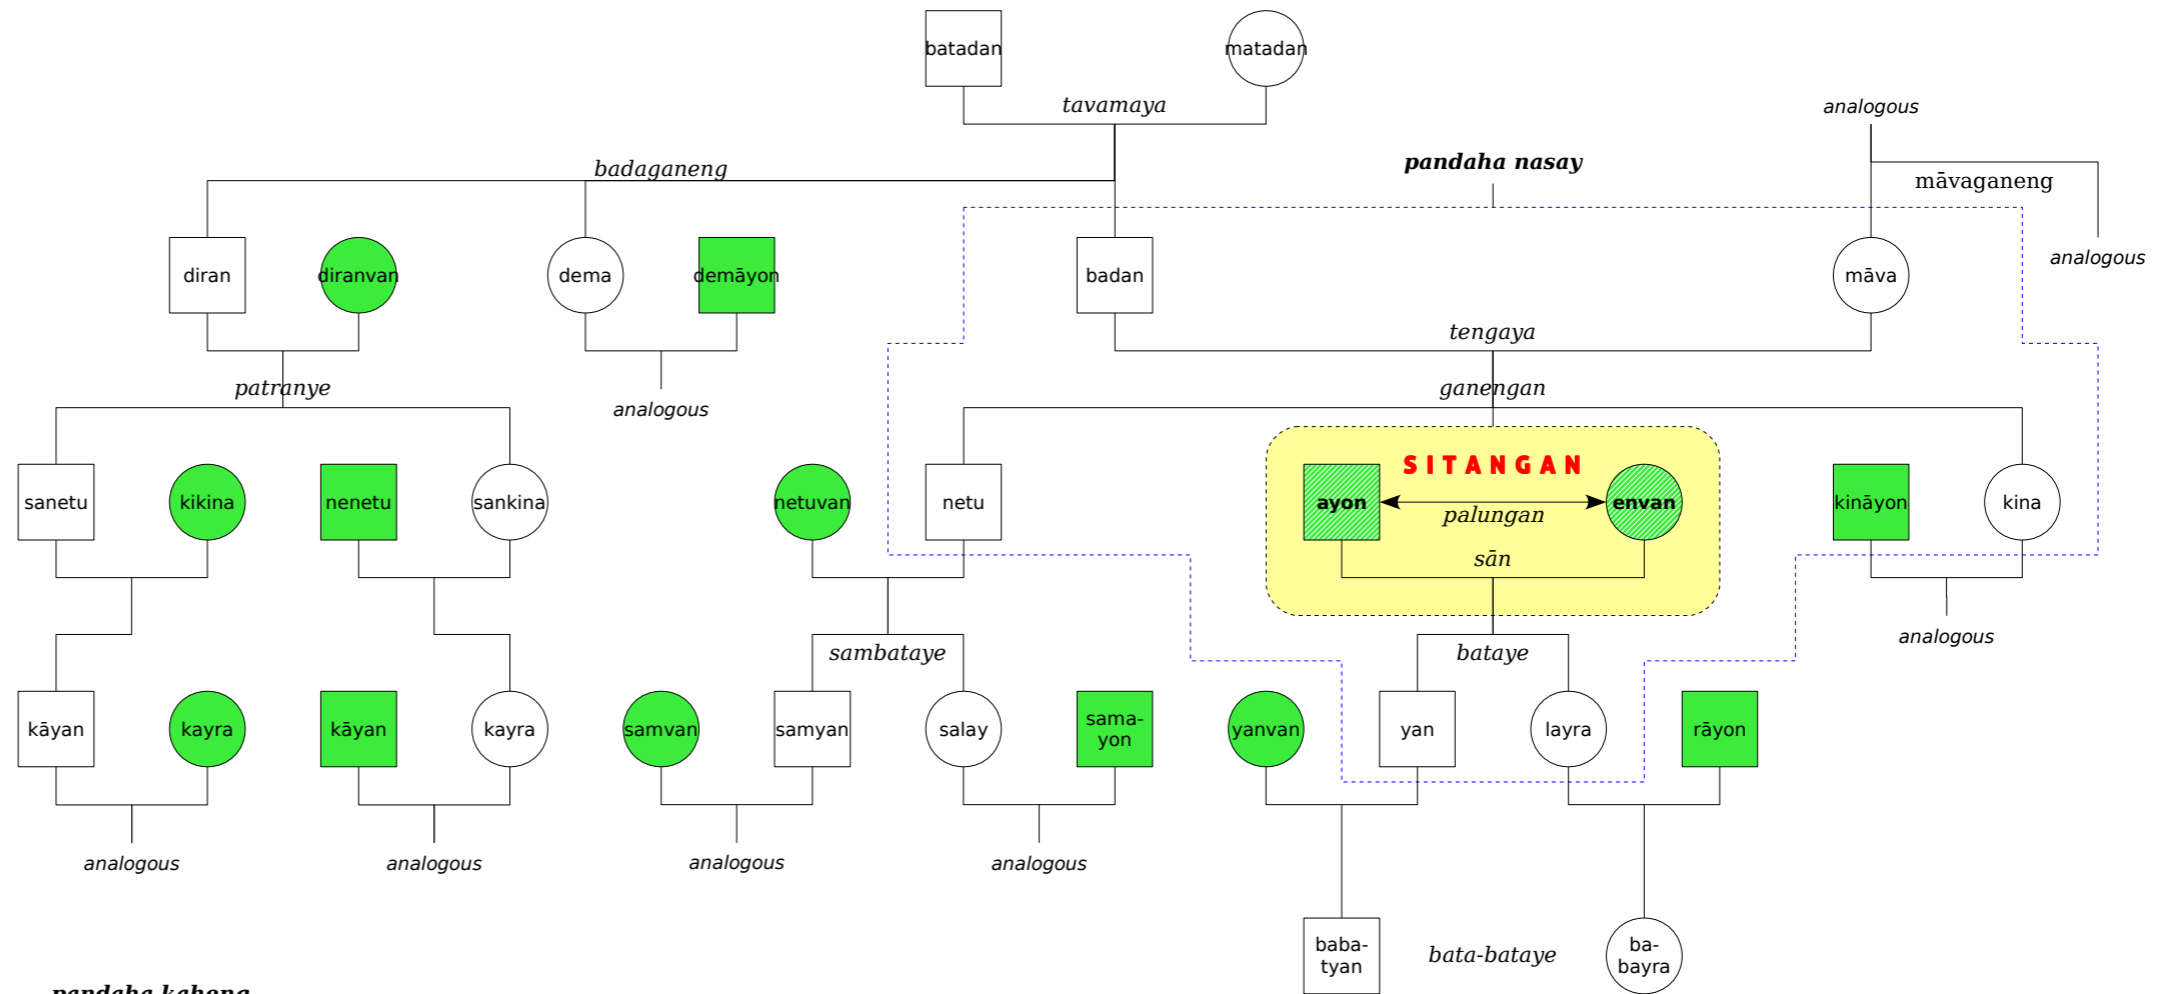 batadan
matadan
tavamaya
analogous
badaganeng
pandaha nasay
māvaganeng
diran
diranvan
dema
demāyon
badan
māva
analogous
tengaya
patranye
analogous
ganengan
SITANGAN
sanetu
kikina
nenetu
sankina
netuvan
netu
ayon
palungan
envan
kināyon
kina
sān
analogous
sambataye
bataye
kāyan
kayra
kāyan
kayra
samvan
samyan
salay
sama-
yon
yanvan
yan
layra
rāyon
analogous
analogous
analogous
analogous
baba-
tyan
bata-bataye
ba-
bayra
pandaha kaheng